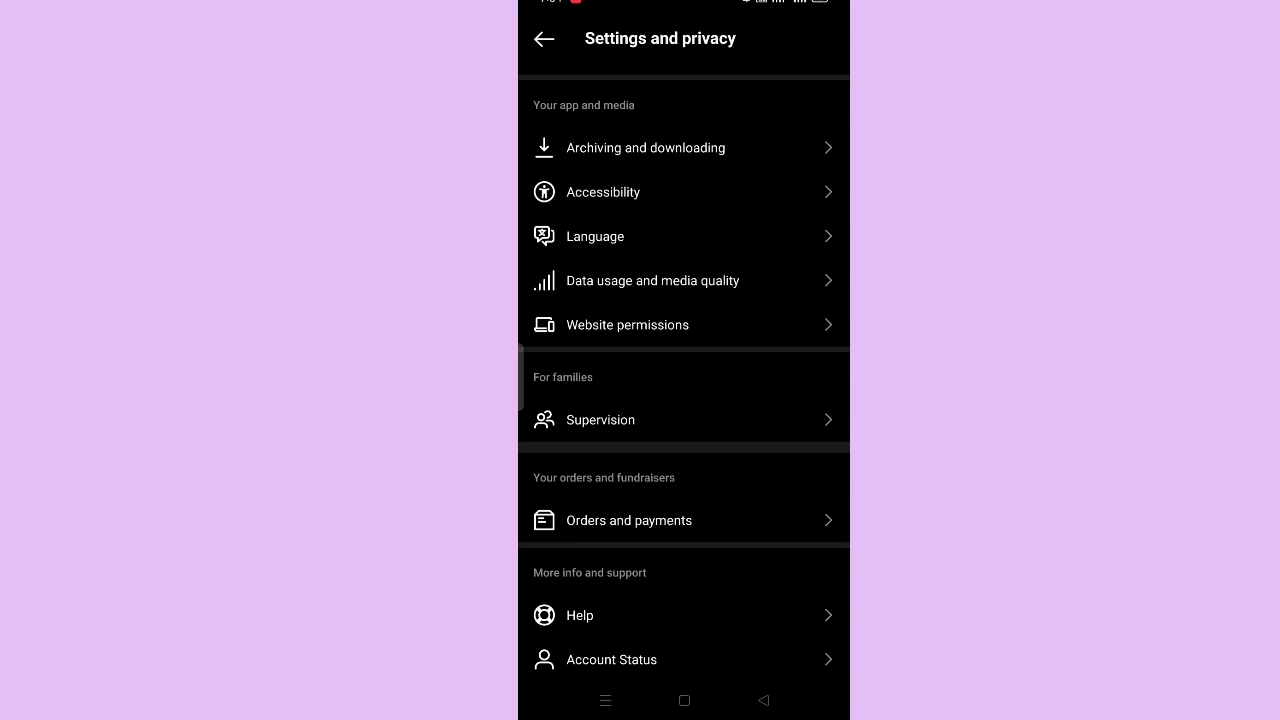 Settings and privacy
Your app and media
Archiving and downloading
Accessibility
Language
Data usage and media quality
Website permissions
For families
Supervision
Your orders and fundraisers
Orders and payments
More info and support
Help
Account Status